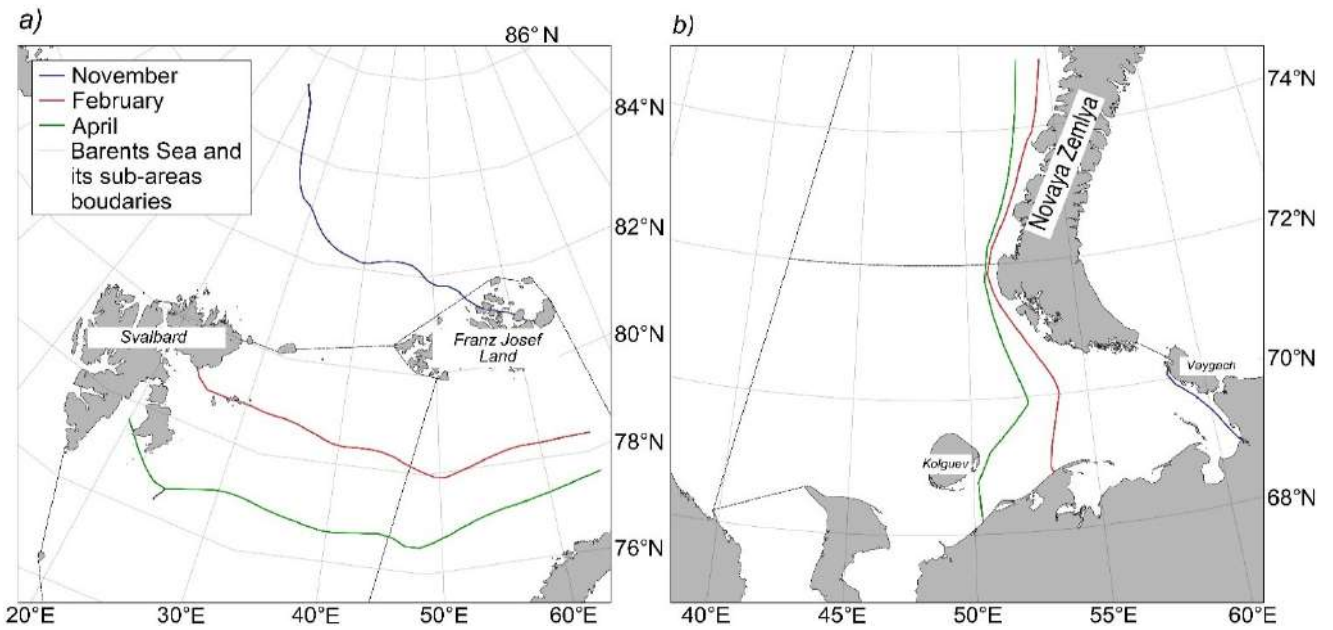 a)
86° N
November
February
April
Barents Sea and
its sub-areas
boudaries
84°N
82°N
80°N
78°N
76°N
Svalbard
Franz Josef
Land
20°E
30°E
40°E
50°E
60°E
b)
74°N
72°N
70°N
68°N
Novaya Zemlya
Vaygach
Kolguev
40°E
45°E
50°E
55°E
60°E